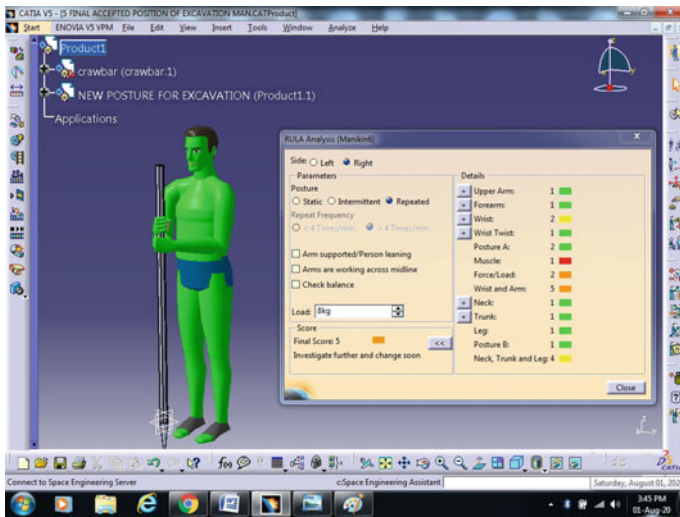 CATIA V5 - [5 FINAL ACCEPTED POSITION OF EXCAVATION MAN.CATProduct]
Start ENOVIA V5 VPM File Edit View Insert Tools Window Analyze Help
Product1
crawbar (crawbar.1)
NEW POSTURE FOR EXCAVATION (Product1.1)
Applications
RULA Analysis (Manikin6)
X
Side: Left Right
Parameters
Posture
Static Intermittent Repeated
Repeat Frequency
< 4 Times/min. > 4 Times/min.
Arm supported/Person leaning
Arms are working across midline
Check balance
Load: 8kg
Score
Final Score: 5
<<
Investigate further and change soon
Details
+ Upper Arm: 1
+ Forearm: 1
+ Wrist: 2
+ Wrist Twist: 1
Posture A: 2
Muscle: 1
Force/Load: 2
Wrist and Arm: 5
+ Neck: 1
+ Trunk: 1
Leg: 1
Posture B: 1
Neck, Trunk and Leg: 4
Close
f(x)
CATIA
Connect to Space Engineering Server
c:Space Engineering Assistant
Saturday, August 01, 202
3:45 PM
01-Aug-20